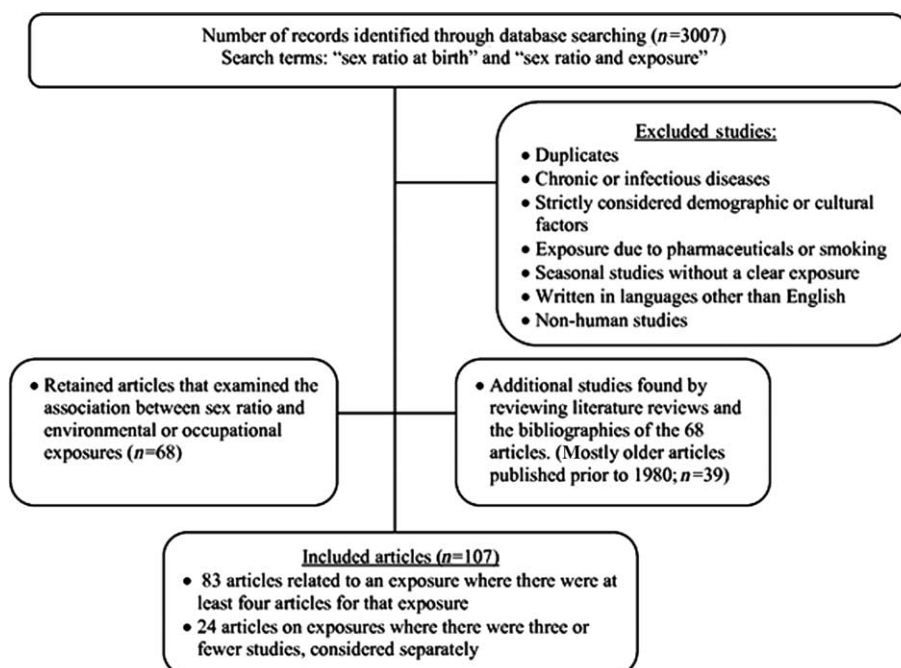 Number of records identified through database searching (n=3007)
Search terms: “sex ratio at birth” and “sex ratio and exposure”
Excluded studies:
• Duplicates
• Chronic or infectious diseases
• Strictly considered demographic or cultural
factors
• Exposure due to pharmaceuticals or smoking
• Seasonal studies without a clear exposure
• Written in languages other than English
• Non-human studies
• Retained articles that examined the
association between sex ratio and
environmental or occupational
exposures (n=68)
• Additional studies found by
reviewing literature reviews and
the bibliographies of the 68
articles. (Mostly older articles
published prior to 1980; n=39)
Included articles (n=107)
• 83 articles related to an exposure where there were at
least four articles for that exposure
• 24 articles on exposures where there were three or
fewer studies, considered separately